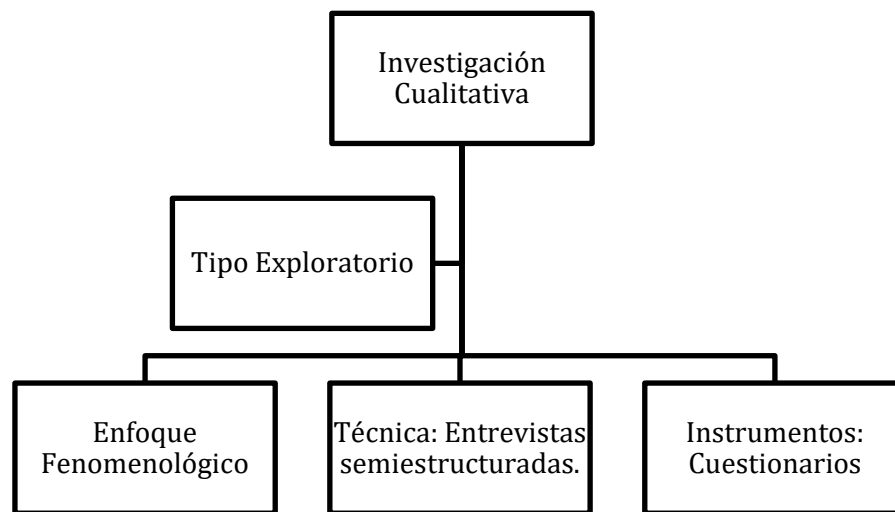 Investigación
Cualitativa
Tipo Exploratorio
Enfoque
Fenomenológico
Técnica: Entrevistas
semiestructuradas.
Instrumentos:
Cuestionarios